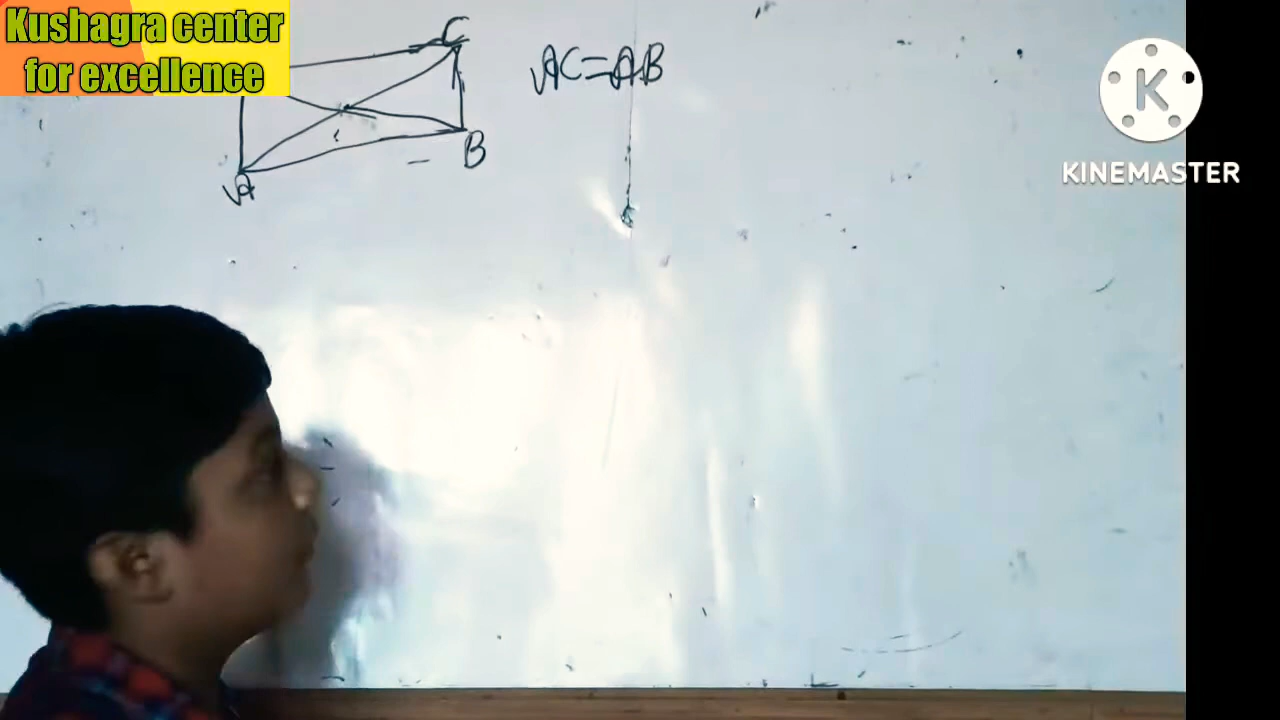 Kushagra center
for excellence
C
AC=AB
B
A
K
KINEMASTER